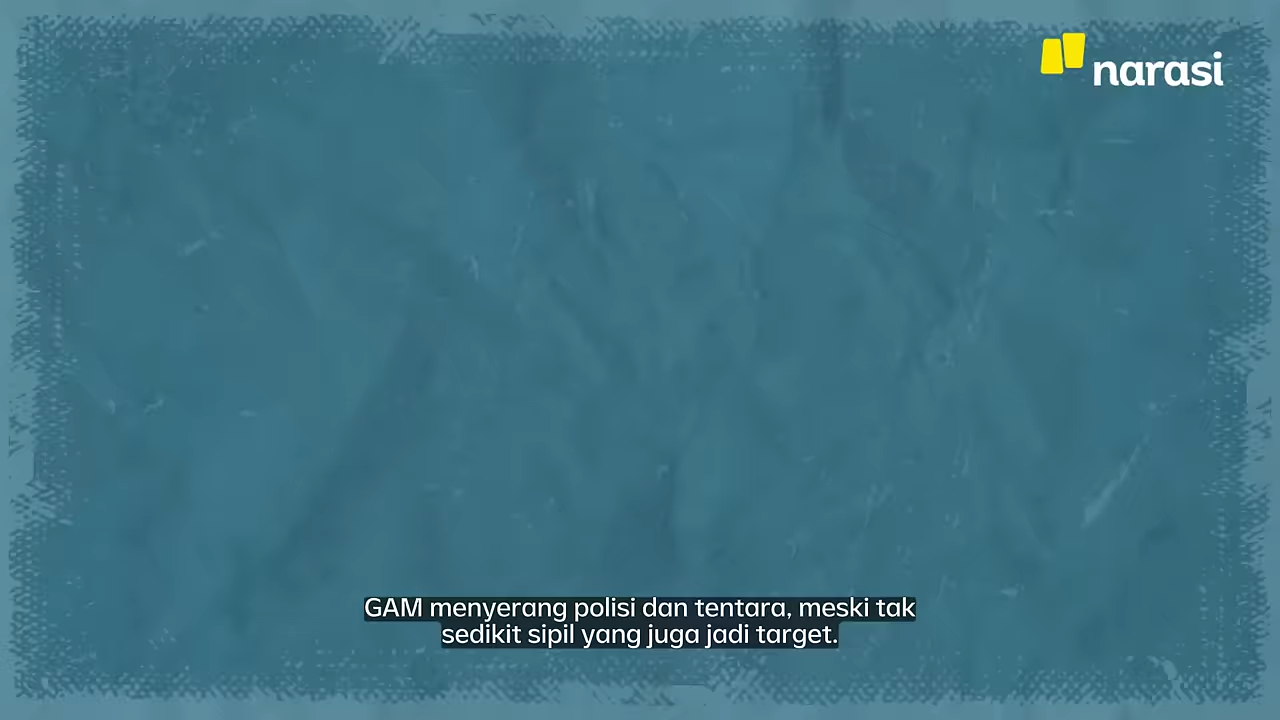 narasi
GAM menyerang polisi dan tentara, meski tak
sedikit sipil yang juga jadi target.